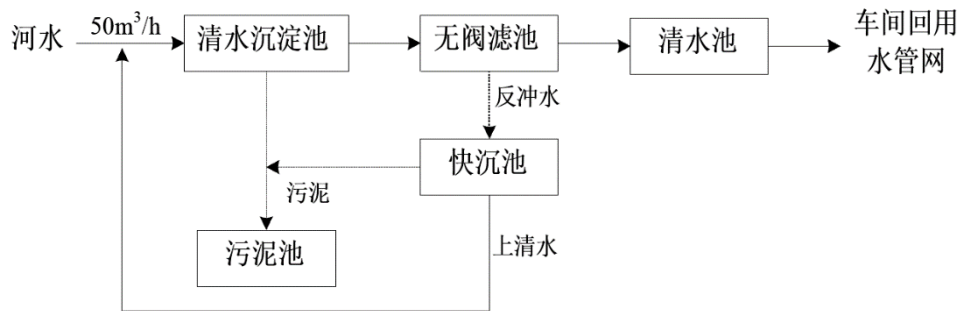 河水
50m³/h
清水沉淀池
无阀滤池
清水池
车间回用
水管网
反冲水
快沉池
污泥
污泥池
上清水